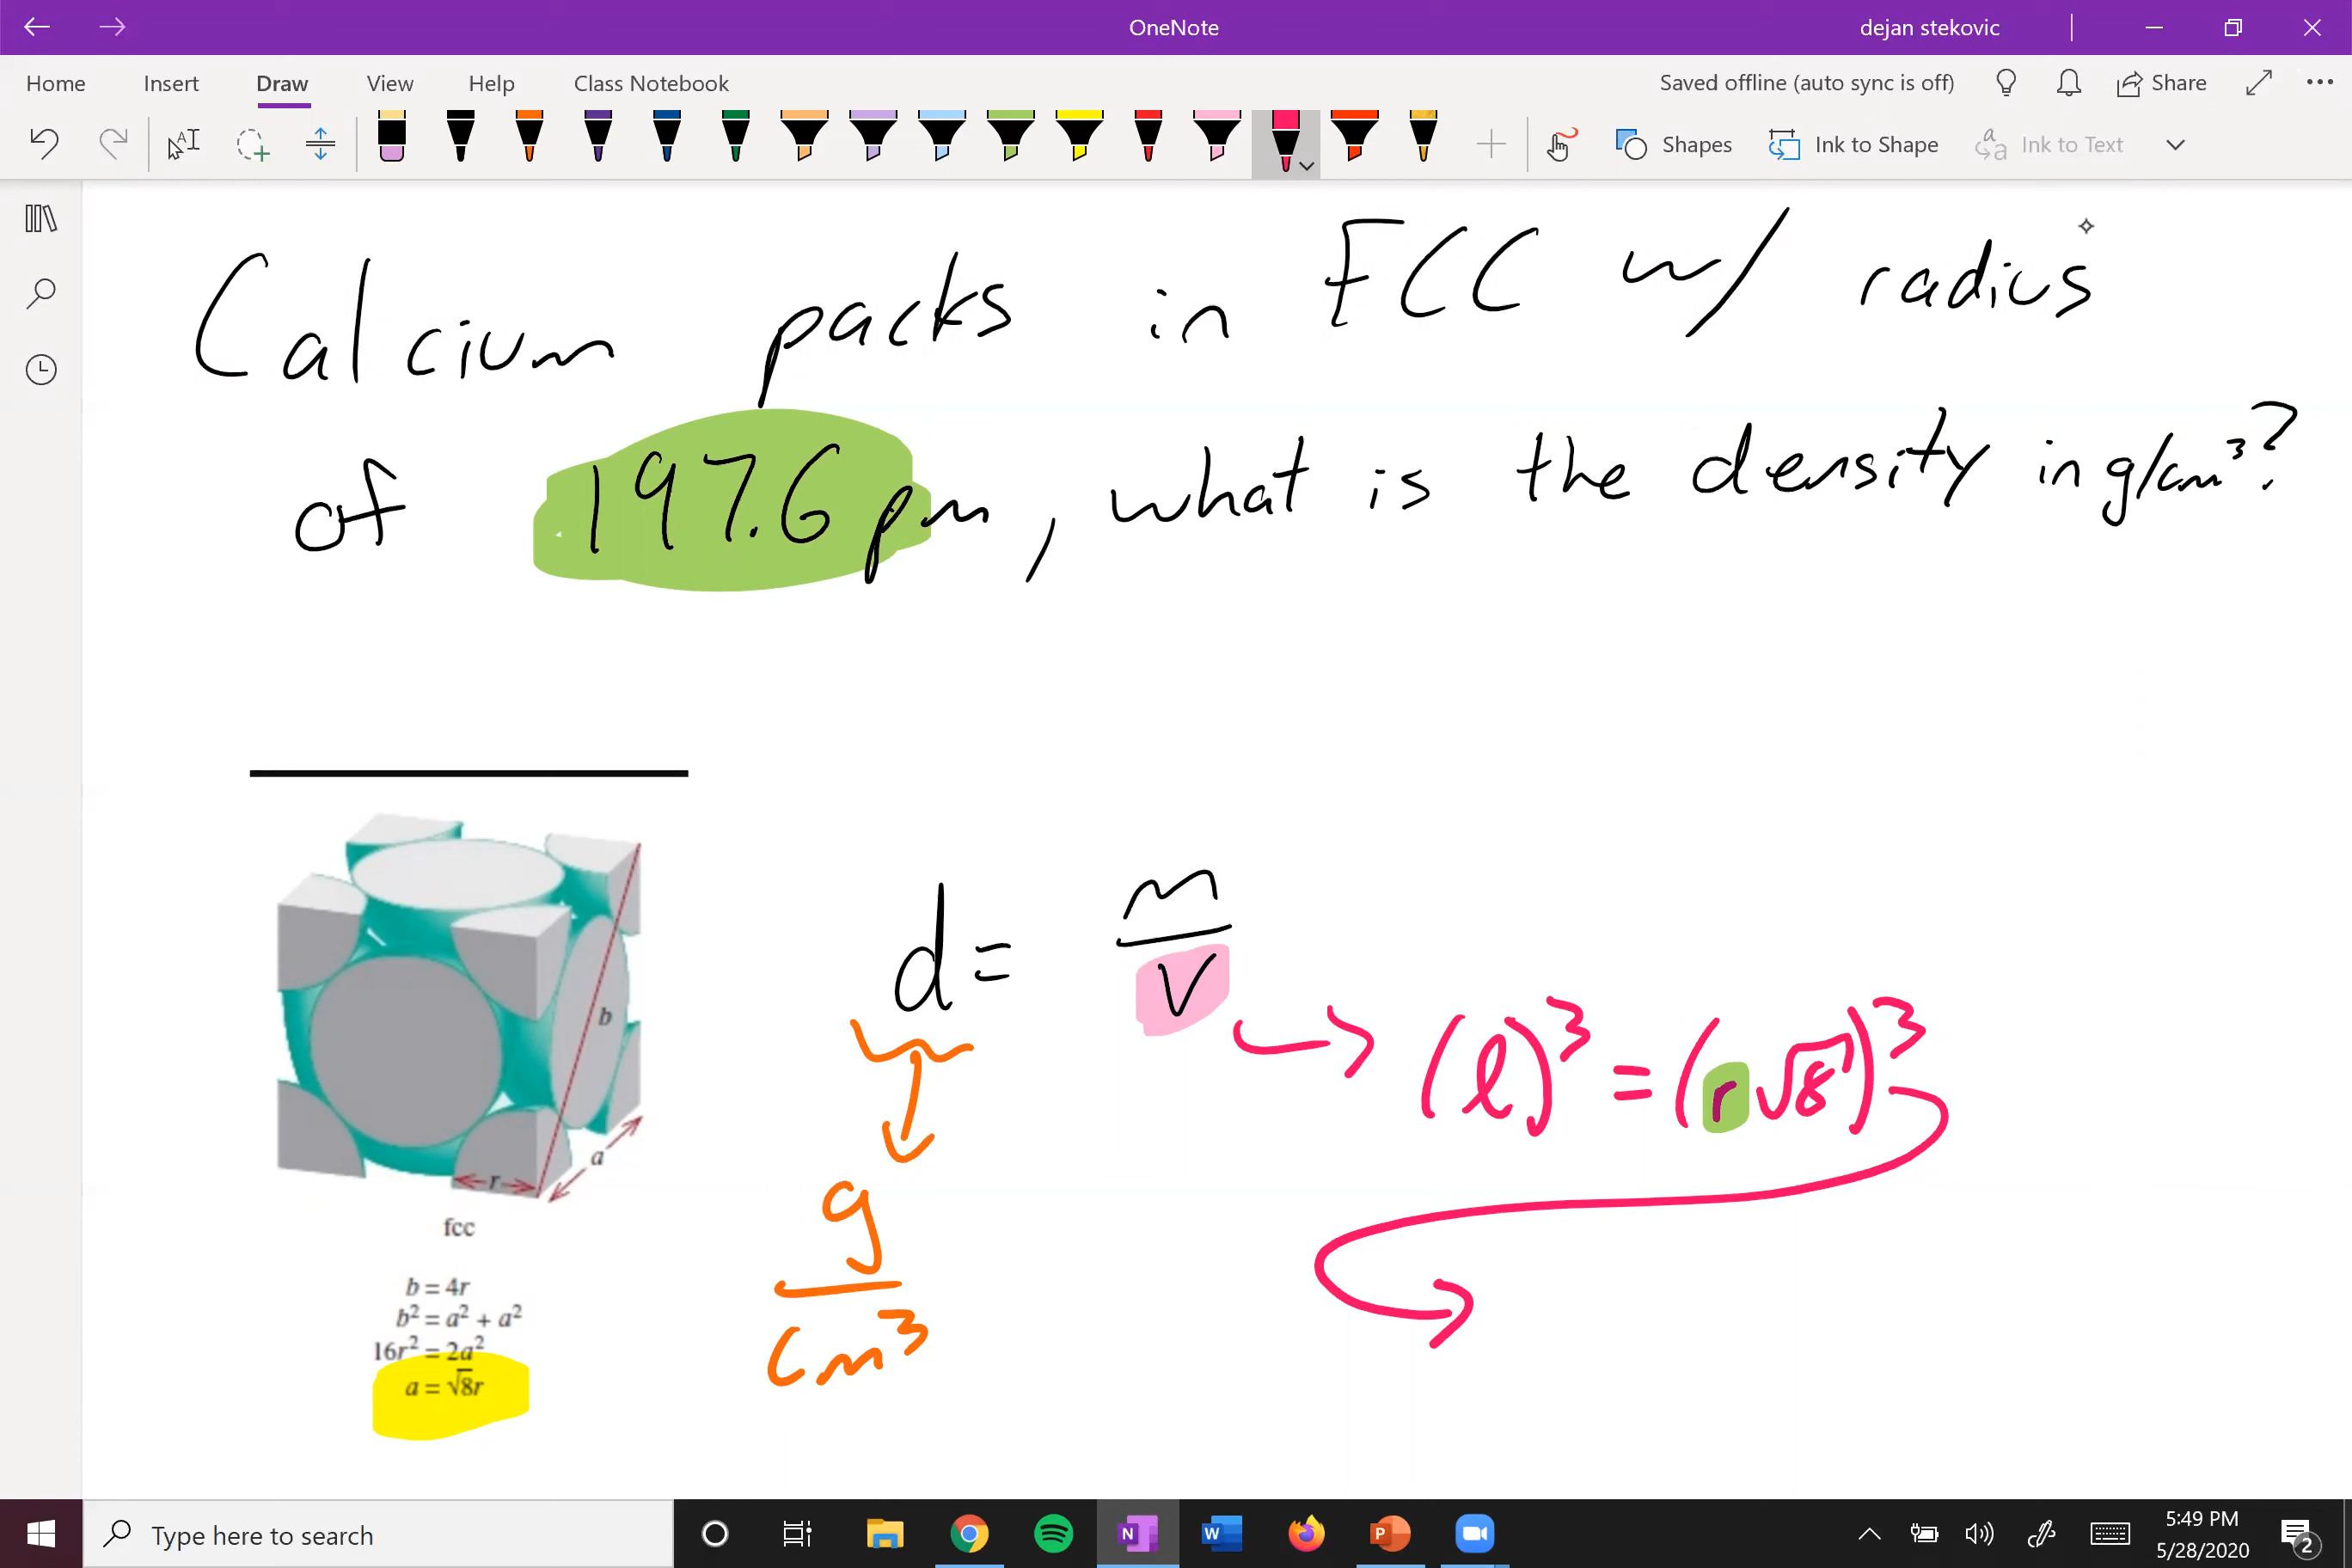 OneNote
dejan stekovic
Home Insert Draw View Help Class Notebook
Saved offline (auto sync is off)
Share
Shapes
Ink to Shape
Ink to Text
Calcium packs in FCC w/ radius
of 197.6 pm, what is the density in g/cm³?
b
a
r
fcc
b = 4r
b² = a² + a²
16r² = 2a²
a = √8r
d = m/V
(l)³ = (r√8)³
g/cm³
Type here to search
5:49 PM
5/28/2020
2